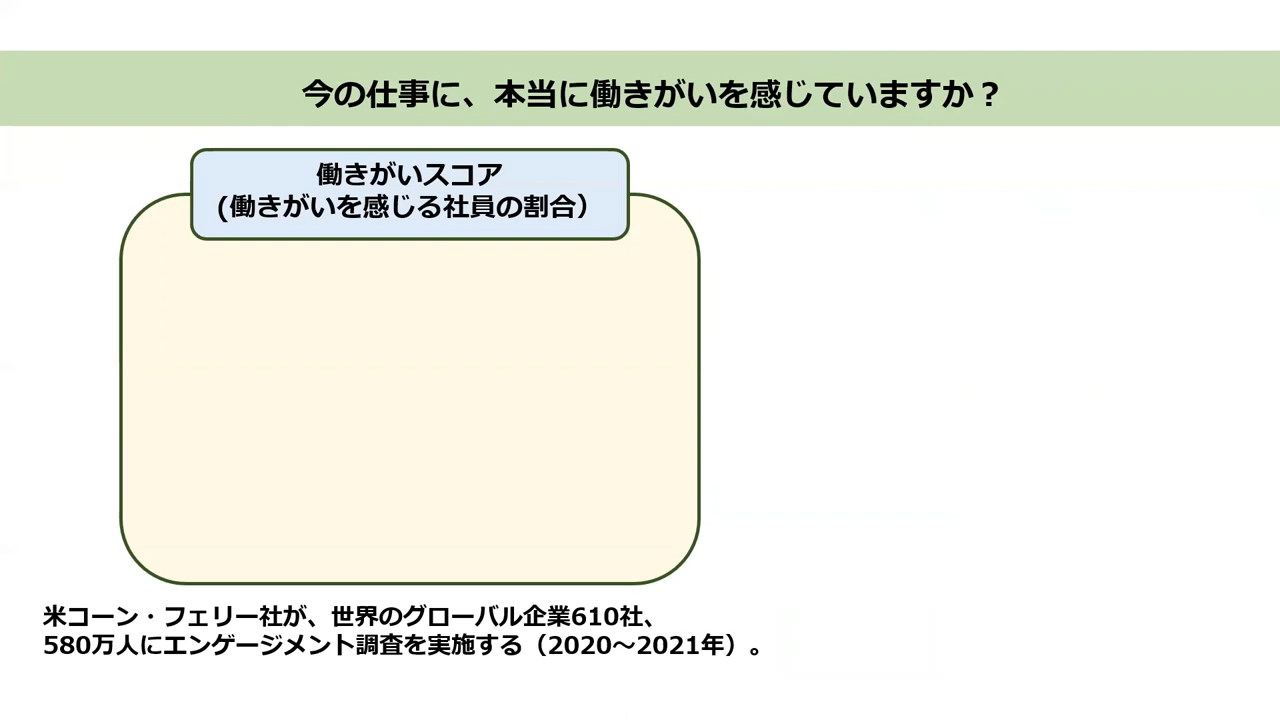 今の仕事に、本当に働きがいを感じていますか？
働きがいスコア
(働きがいを感じる社員の割合）
米コーン・フェリー社が、世界のグローバル企業610社、
580万人にエンゲージメント調査を実施する（2020～2021年）。